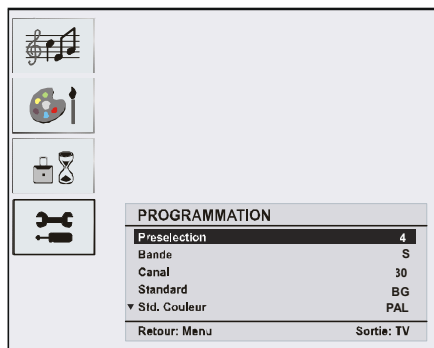 PROGRAMMATION
Preselection 4
Bande S
Canal 30
Standard BG
▼ Std. Couleur PAL
Retour: Menu Sortie: TV